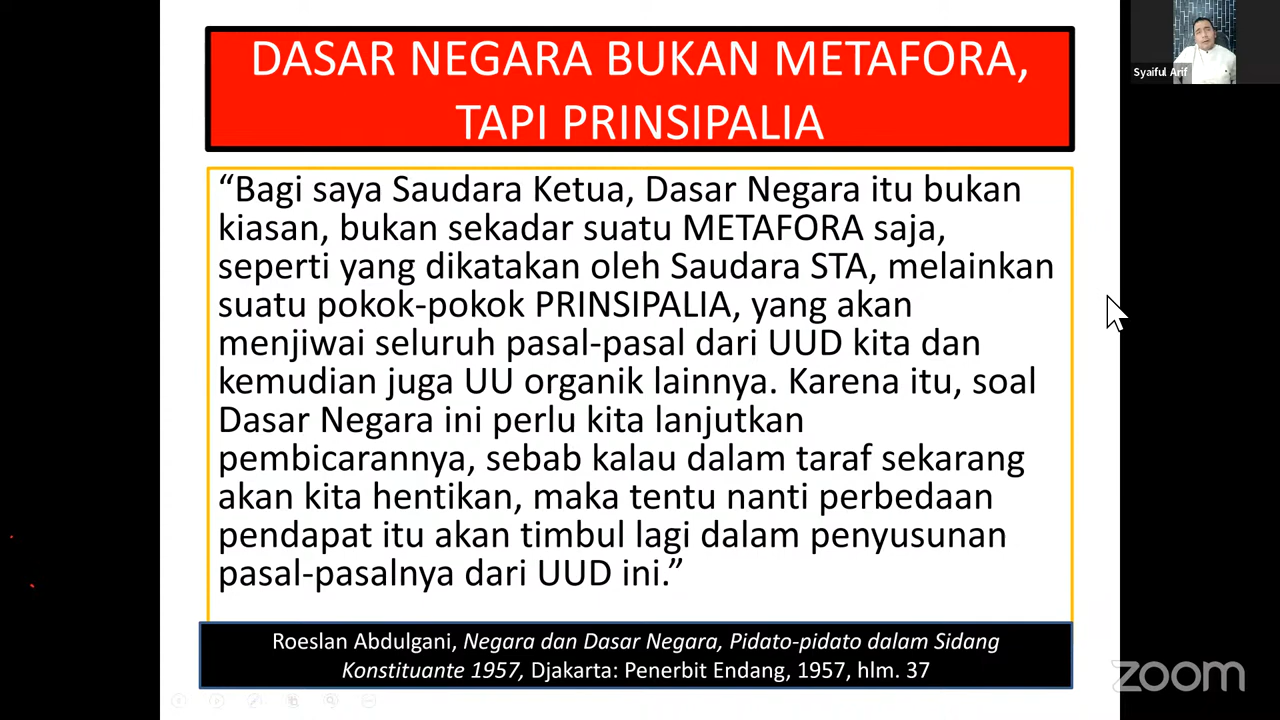 DASAR NEGARA BUKAN METAFORA,
TAPI PRINSIPALIA
Syaiful Arif
“Bagi saya Saudara Ketua, Dasar Negara itu bukan
kiasan, bukan sekadar suatu METAFORA saja,
seperti yang dikatakan oleh Saudara STA, melainkan
suatu pokok-pokok PRINSIPALIA, yang akan
menjiwai seluruh pasal-pasal dari UUD kita dan
kemudian juga UU organik lainnya. Karena itu, soal
Dasar Negara ini perlu kita lanjutkan
pembicarannya, sebab kalau dalam taraf sekarang
akan kita hentikan, maka tentu nanti perbedaan
pendapat itu akan timbul lagi dalam penyusunan
pasal-pasalnya dari UUD ini.”
Roeslan Abdulgani, Negara dan Dasar Negara, Pidato-pidato dalam Sidang
Konstituante 1957, Djakarta: Penerbit Endang, 1957, hlm. 37
zoom